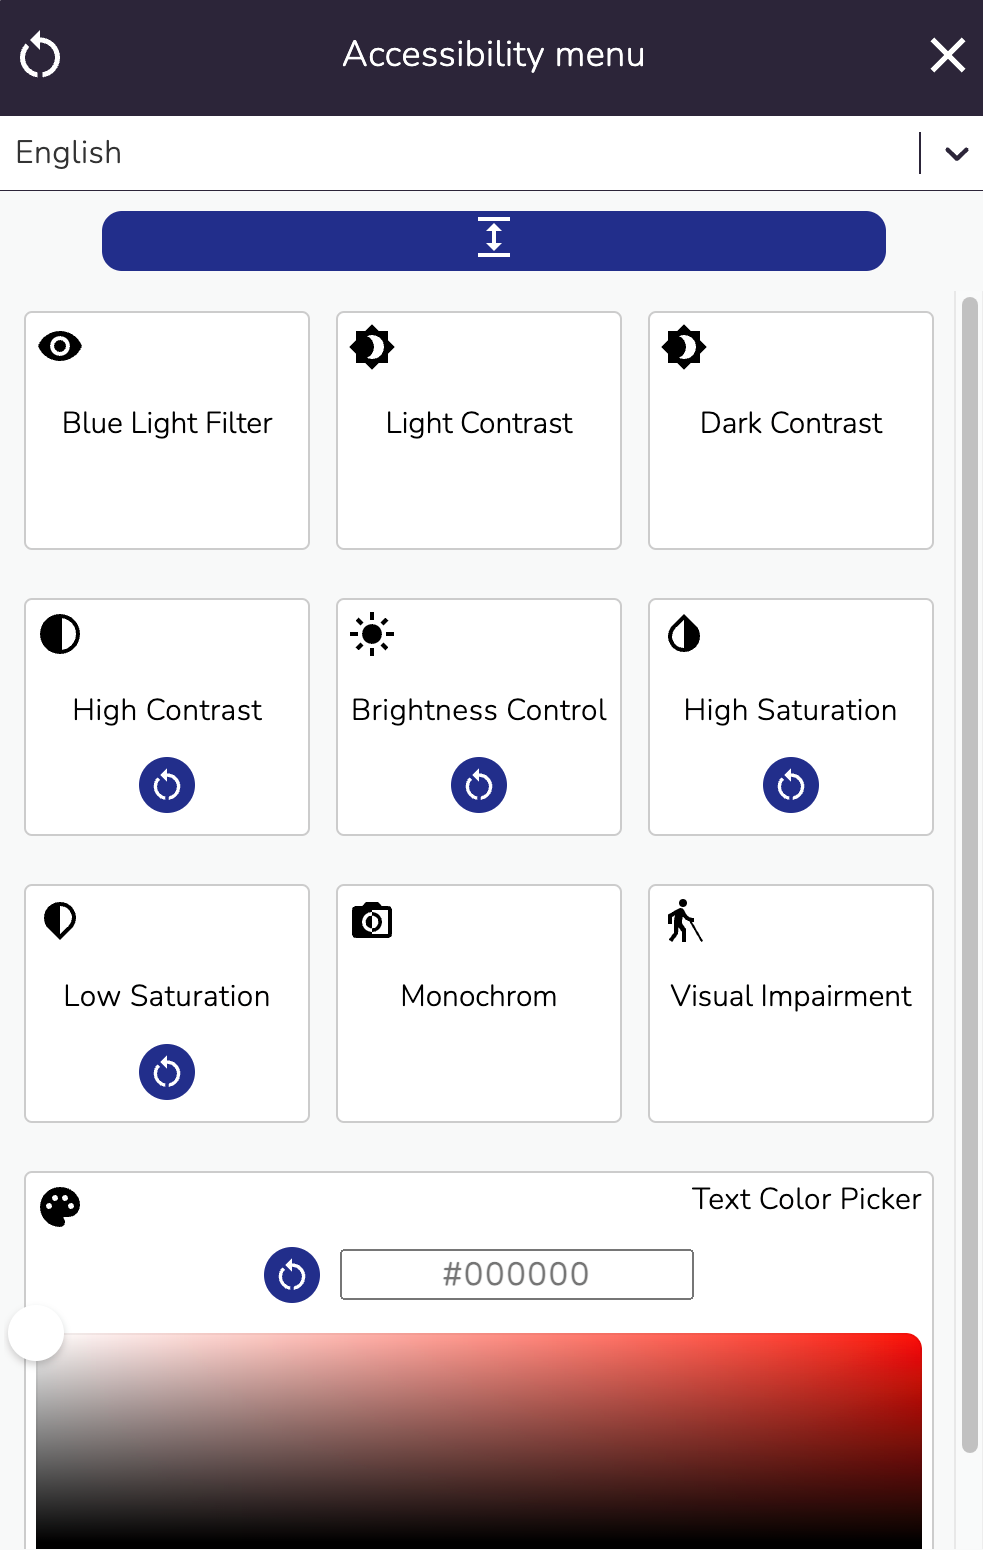 Accessibility menu
English
Blue Light Filter
Light Contrast
Dark Contrast
High Contrast
Brightness Control
High Saturation
Low Saturation
Monochrom
Visual Impairment
Text Color Picker
#000000